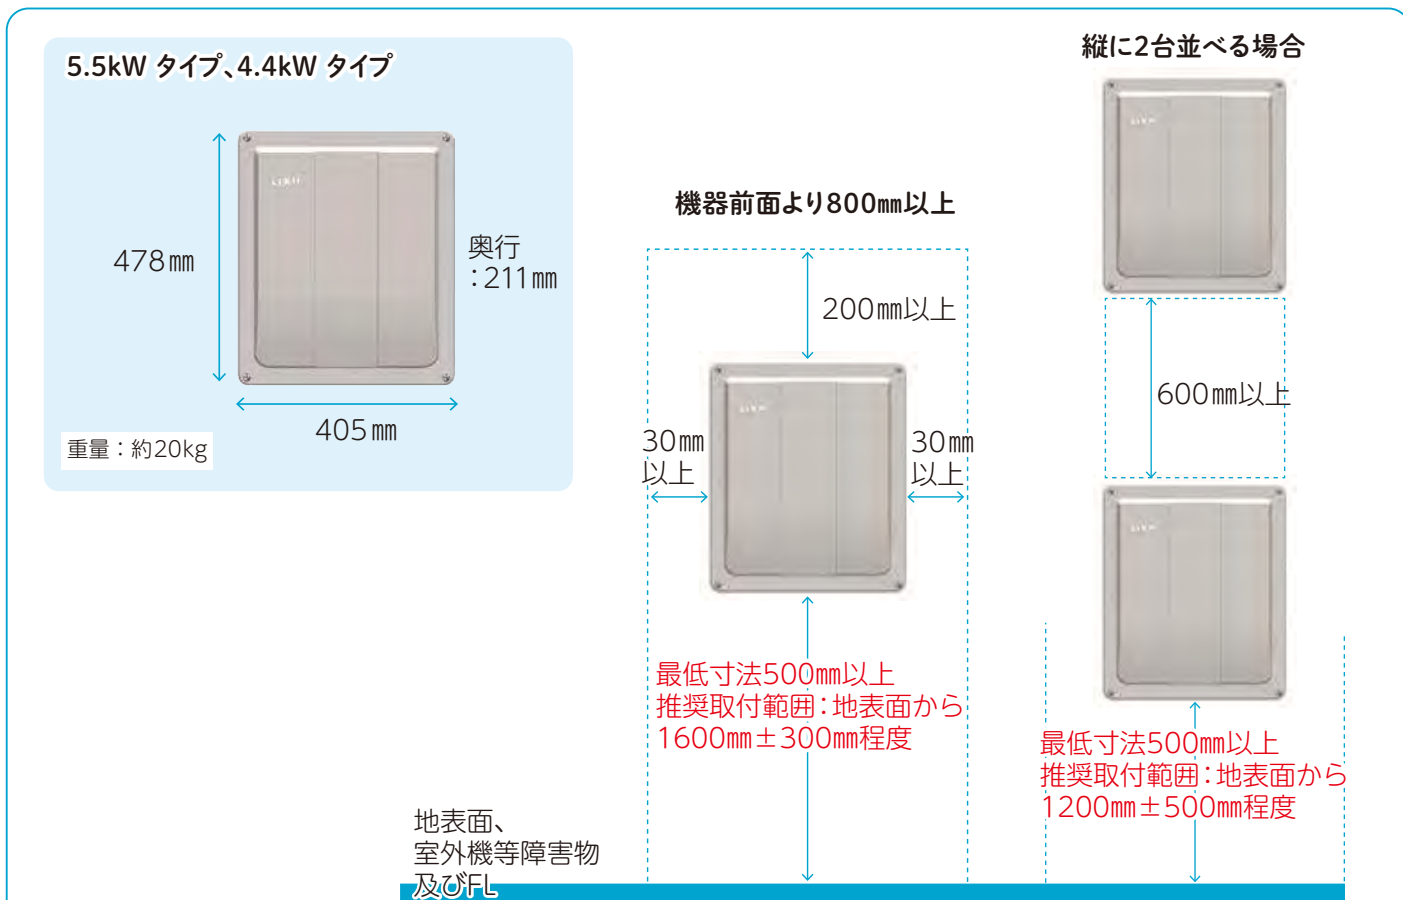 5.5kW タイプ、4.4kW タイプ
478㎜
奥行
：211㎜
405㎜
重量：約20kg
機器前面より800㎜以上
200㎜以上
30㎜
以上
30㎜
以上
最低寸法500㎜以上
推奨取付範囲：地表面から
1600㎜±300㎜程度
地表面、
室外機等障害物
及びFL
縦に2台並べる場合
600㎜以上
最低寸法500㎜以上
推奨取付範囲：地表面から
1200㎜±500㎜程度